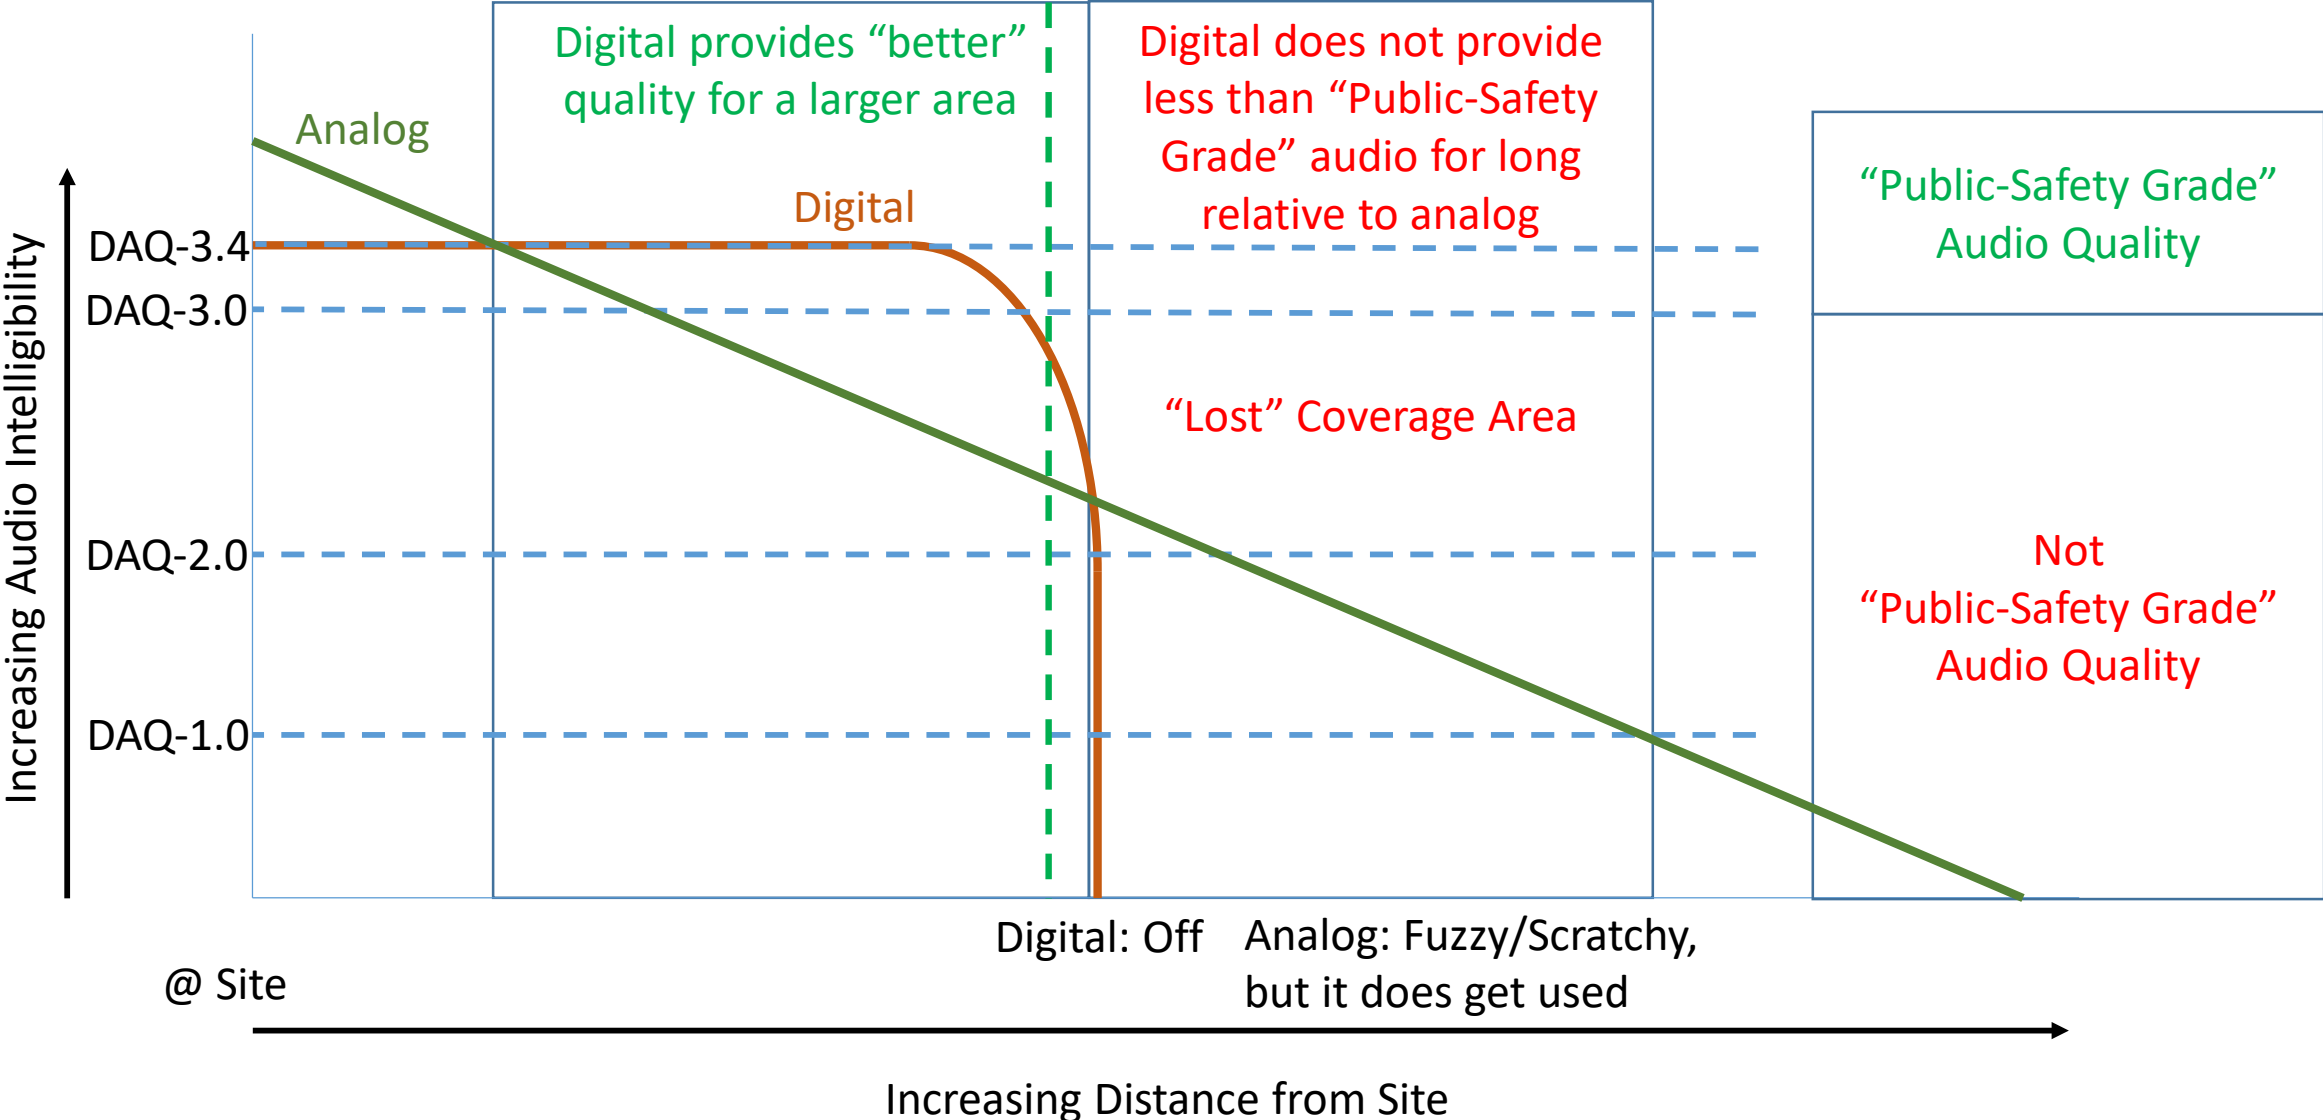 Digital provides “better”
quality for a larger area
Digital does not provide
less than “Public-Safety
Grade” audio for long
relative to analog
Analog
Digital
“Public-Safety Grade”
Audio Quality
Increasing Audio Intelligibility
DAQ-3.4
DAQ-3.0
“Lost” Coverage Area
DAQ-2.0
Not
“Public-Safety Grade”
Audio Quality
DAQ-1.0
Digital: Off
Analog: Fuzzy/Scratchy,
but it does get used
@ Site
Increasing Distance from Site